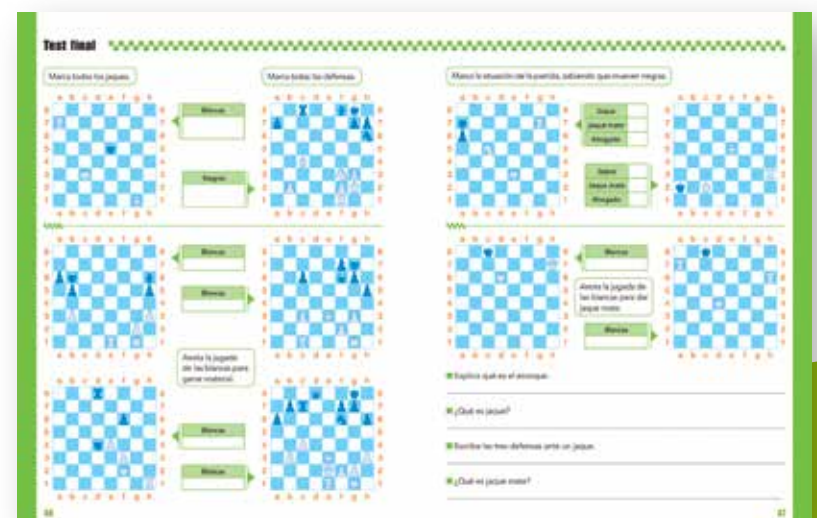 Test final
Marca todos los jaques.
Marca todas las defensas.
Blancas
Negras
Blancas
Blancas
Anota la jugada
de las blancas para
ganar material.
Blancas
Blancas
Marca la situación de la partida, sabiendo que mueven negras.
Jaque
Jaque mate
Ahogado
Jaque
Jaque mate
Ahogado
Blancas
Anota la jugada de
las blancas para dar
jaque mate.
Blancas
Explica qué es el enroque.
¿Qué es jaque?
Escribe las tres defensas ante un jaque.
¿Qué es jaque mate?